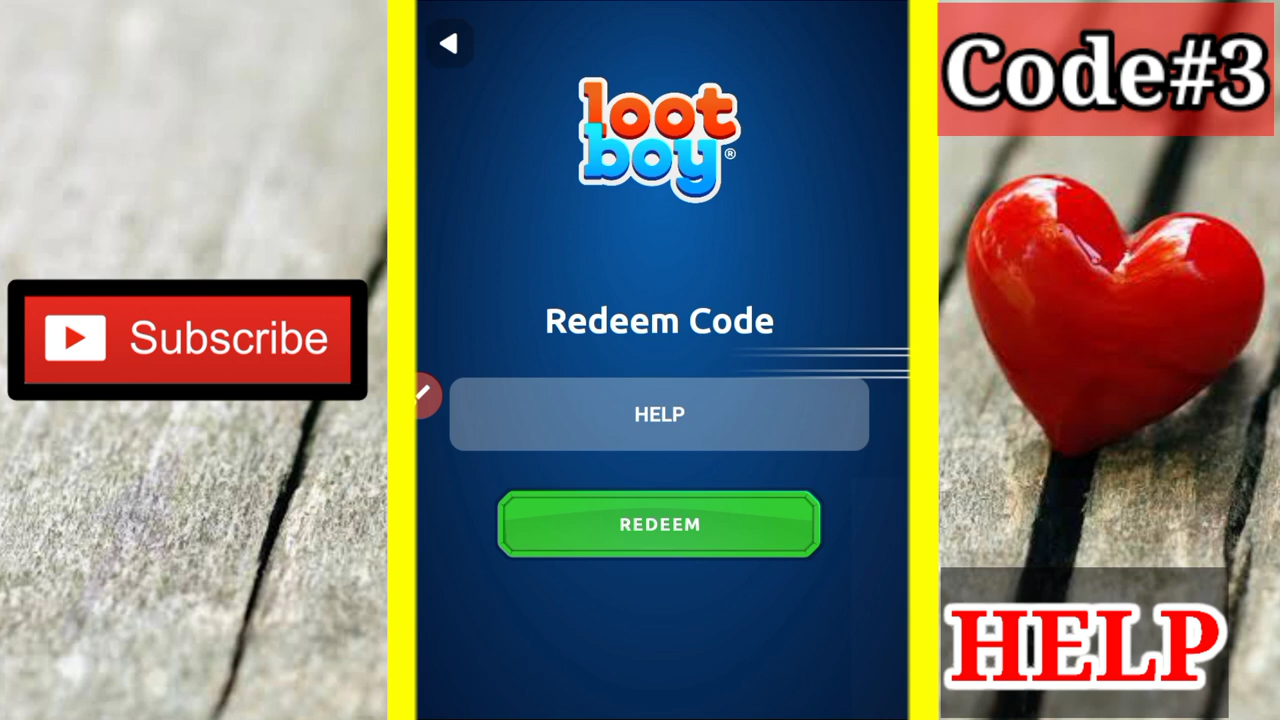 Subscribe
loot
boy®
Redeem Code
HELP
REDEEM
Code#3
HELP